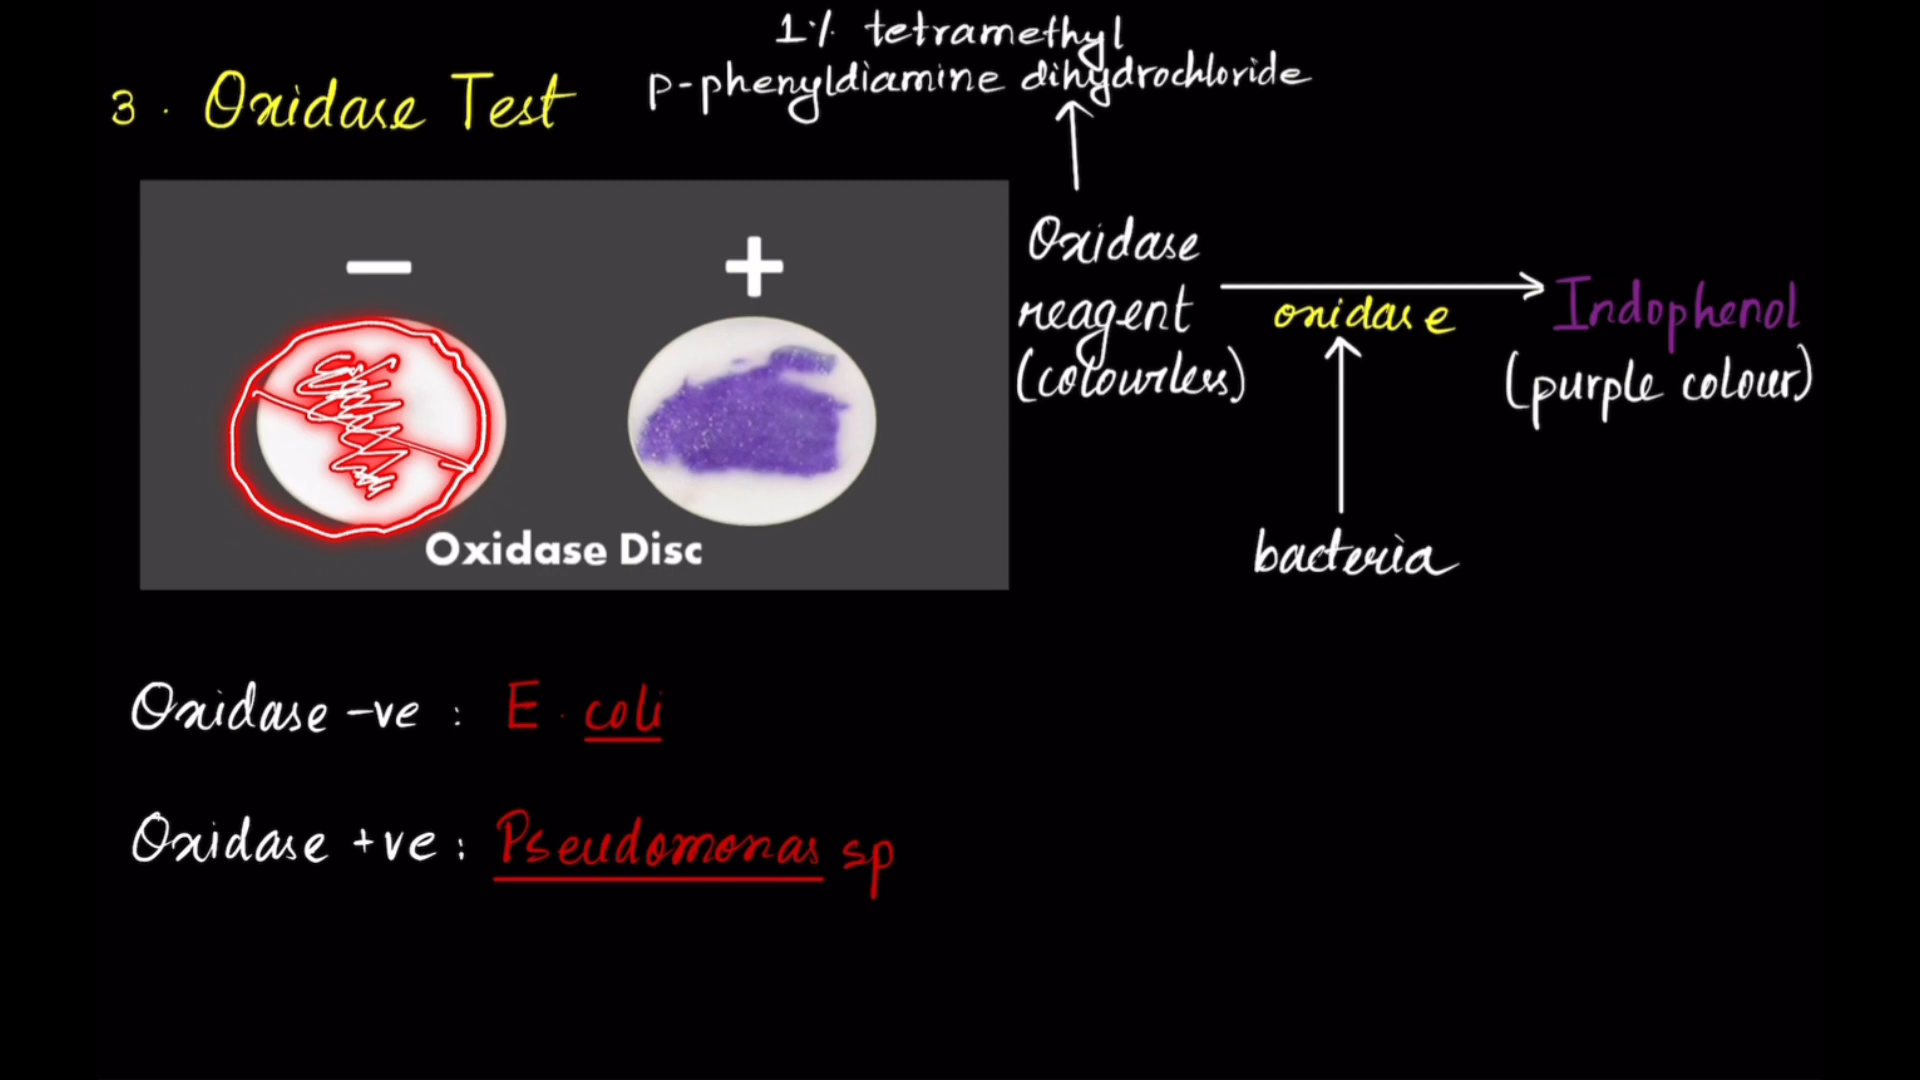 1% tetramethyl
p-phenyldiamine dihydrochloride
3. Oxidase Test
− +
Oxidase Disc
Oxidase
reagent
(colourless)
oxidase
bacteria
Indophenol
(purple colour)
Oxidase -ve : E. coli
Oxidase +ve : Pseudomonas sp